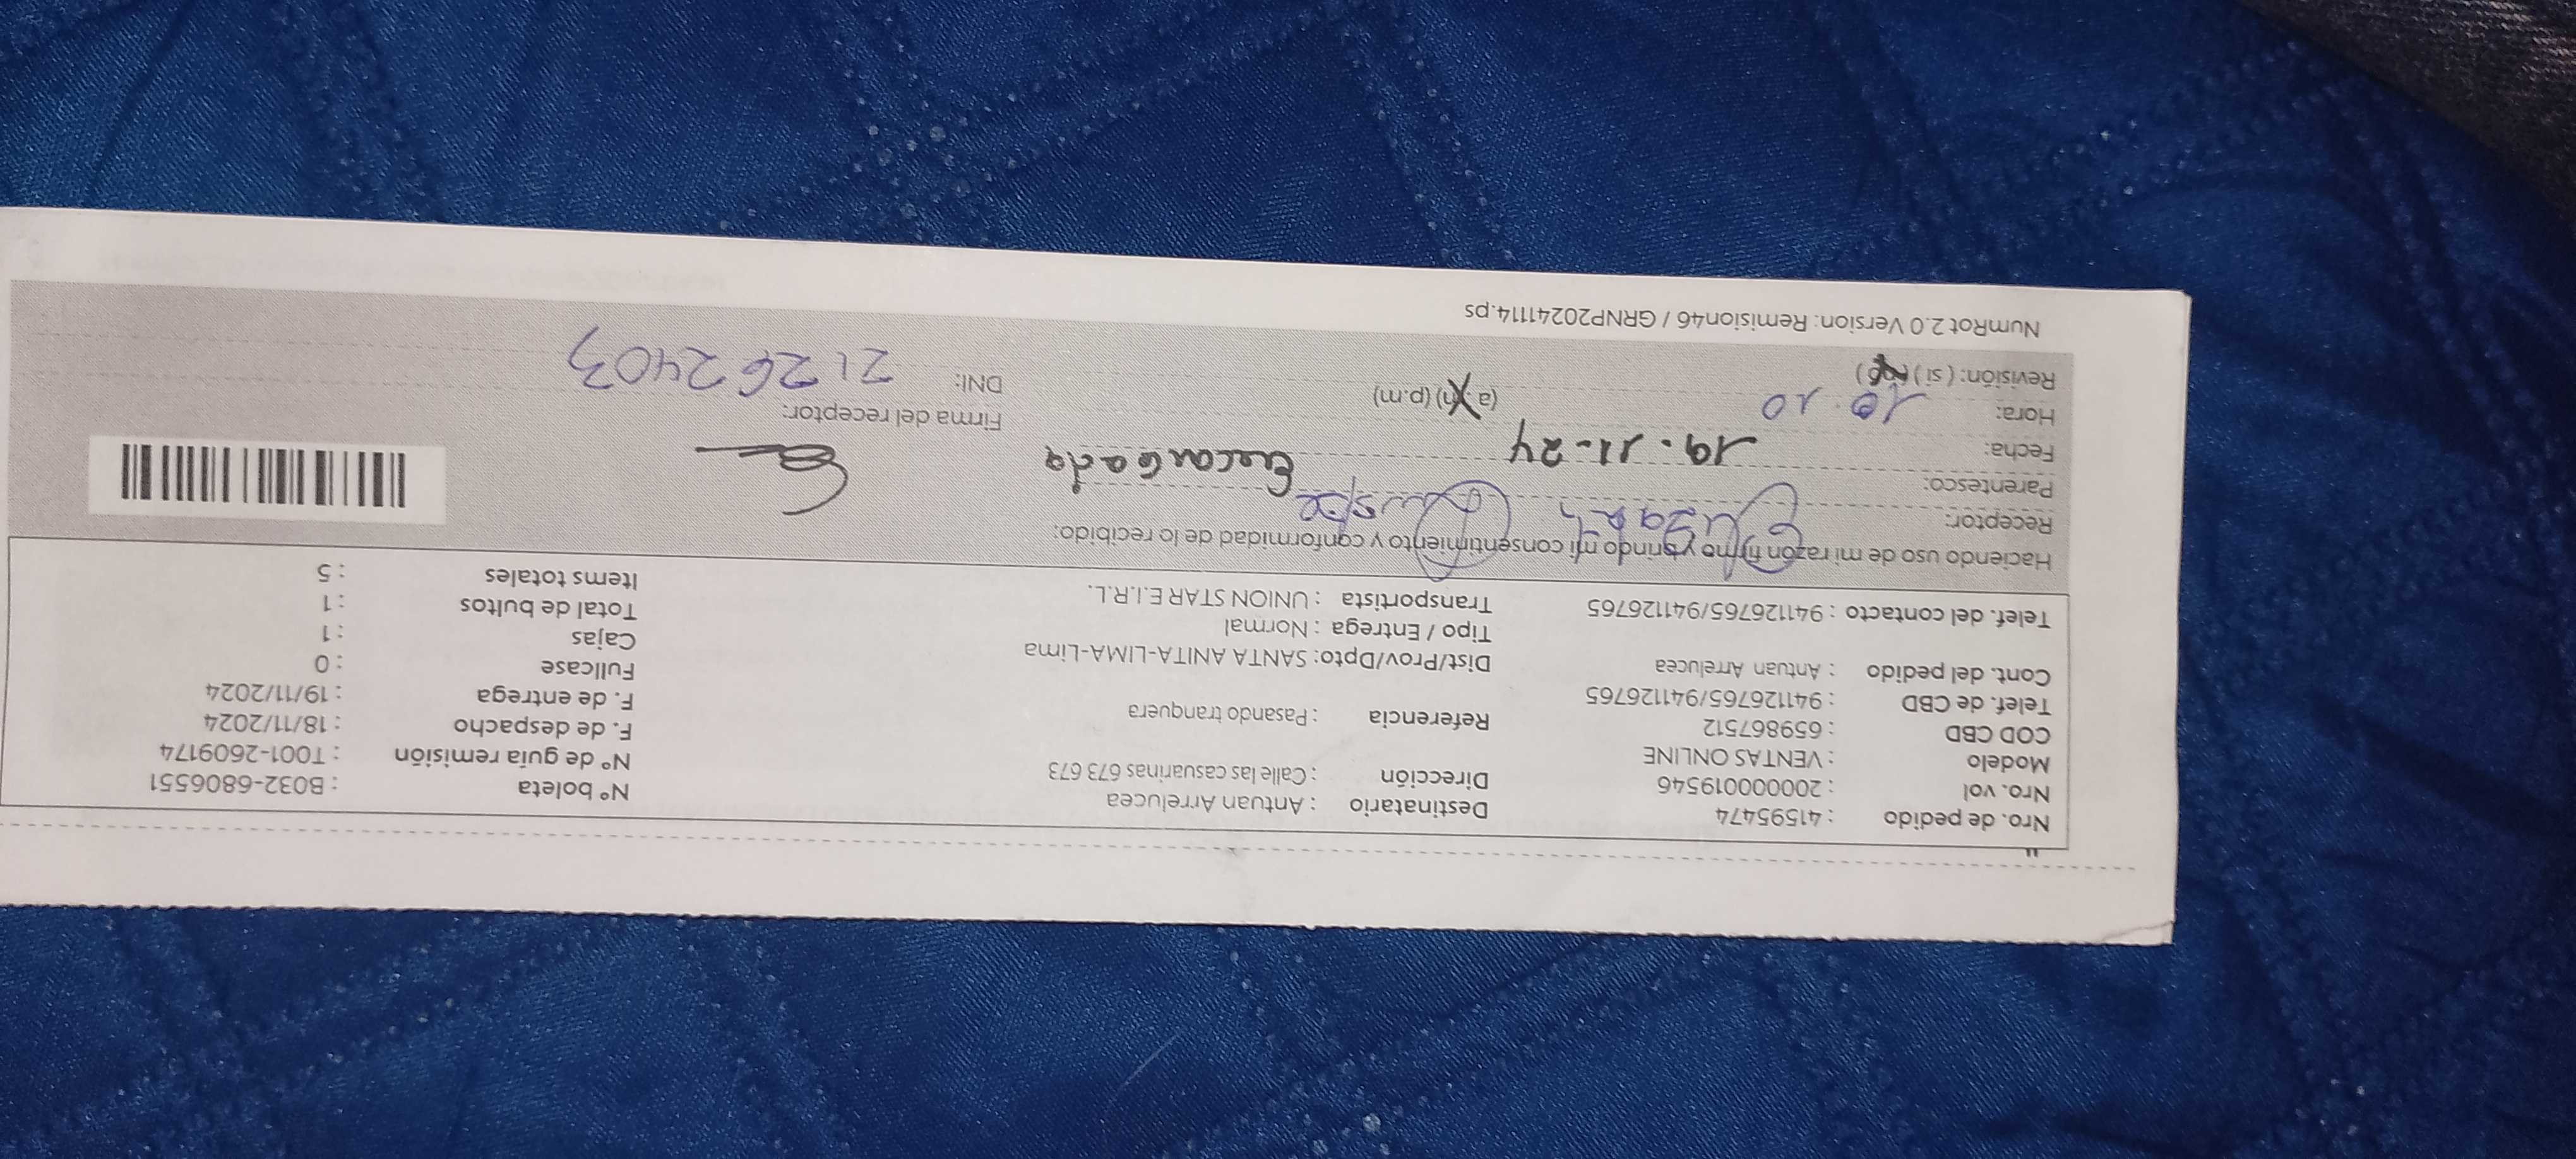 Nro. de pedido : 41595474
Nro. vol : 20000000019546
Modelo : VENTAS ONLINE
COD CBD : 659867512
Telef. de CBD : 941126765/941126765
Cont. del pedido : Antuan Arrelucea
Telef. del contacto : 941126765/941126765
Destinatario : Antuan Arrelucea
Dirección : Calle las casuarinas 673 673
Referencia : Pasando tranquera
Dist/Prov/Dpto: SANTA ANITA-LIMA-Lima
Tipo / Entrega : Normal
Transportista : UNION STAR E.I.R.L.
N° boleta : B032-6806551
N° de guía remisión : T001-2609174
F. de despacho : 18/11/2024
F. de entrega : 19/11/2024
Fullcase : 0
Cajas : 1
Total de bultos : 1
Items totales : 5
Haciendo uso de mi razón firmo y brindo mi consentimiento y conformidad de lo recibido:
Receptor: Quispe
Parentesco: Encargada
Fecha: 19.11-24
Hora: 10.10 (a.m) (p.m)
Revisión: ( si ) ( no )
Firma del receptor:
DNI: 21262403
NumRot 2.0 Version: Remision46 / GRNP20241114.ps